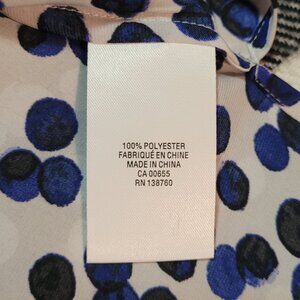 100% POLYESTER
FABRIQUÉ EN CHINE
MADE IN CHINA
CA 00655
RN 138760